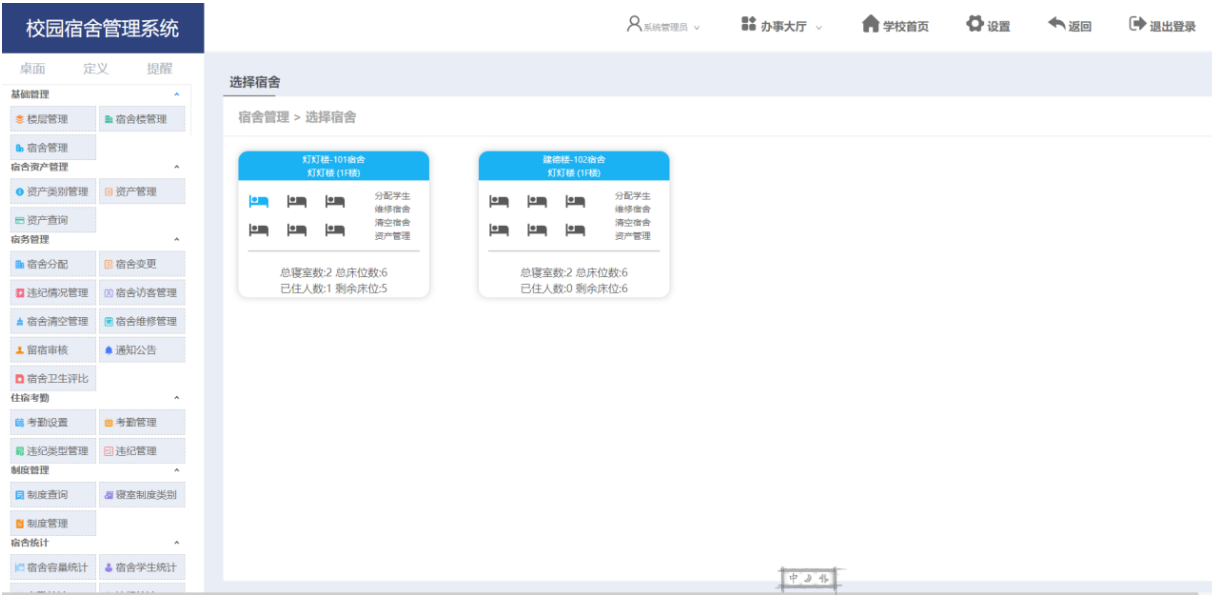 校园宿舍管理系统
系统管理员 办事大厅 学校首页 设置 返回 退出登录
桌面 定义 提醒
基础管理
楼层管理 宿舍楼管理
宿舍管理
宿舍资产管理
资产类别管理 资产管理
资产查询
宿务管理
宿舍分配 宿舍变更
违纪情况管理 宿舍访客管理
宿舍清空管理 宿舍维修管理
留宿审核 通知公告
宿舍卫生评比
住宿考勤
考勤设置 考勤管理
违纪类型管理 违纪管理
制度管理
制度查询 寝室制度类别
制度管理
宿舍统计
宿舍容量统计 宿舍学生统计
选择宿舍
宿舍管理 > 选择宿舍
灯灯楼-101宿舍
灯灯楼 (1F楼)
分配学生
维修宿舍
清空宿舍
资产管理
总寝室数:2 总床位数:6
已住人数:1 剩余床位:5
建德楼-102宿舍
灯灯楼 (1F楼)
分配学生
维修宿舍
清空宿舍
资产管理
总寝室数:2 总床位数:6
已住人数:0 剩余床位:6
中